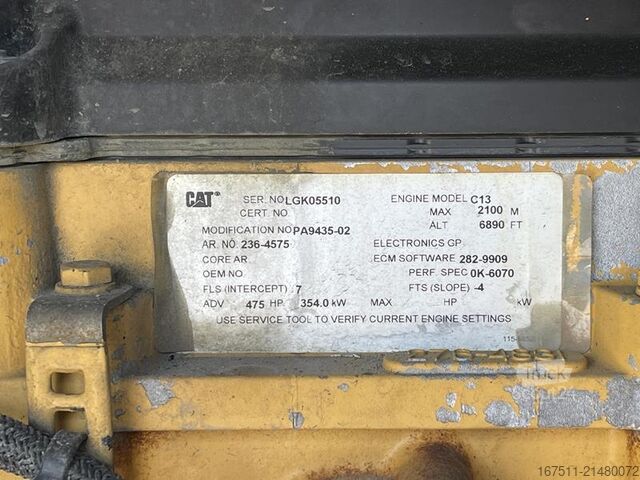 CAT SER. NO. LGK05510 ENGINE MODEL C13
CERT. NO. MAX 2100 M
MODIFICATION NO PA9435-02 ALT 6890 FT
AR. NO. 236-4575 ELECTRONICS GP.
CORE AR. ECM SOFTWARE 282-9909
OEM NO. PERF. SPEC 0K-6070
FLS (INTERCEPT) :7 FTS (SLOPE) -4
ADV 475 HP 354.0 kW MAX HP kW
USE SERVICE TOOL TO VERIFY CURRENT ENGINE SETTINGS
167511-21480072